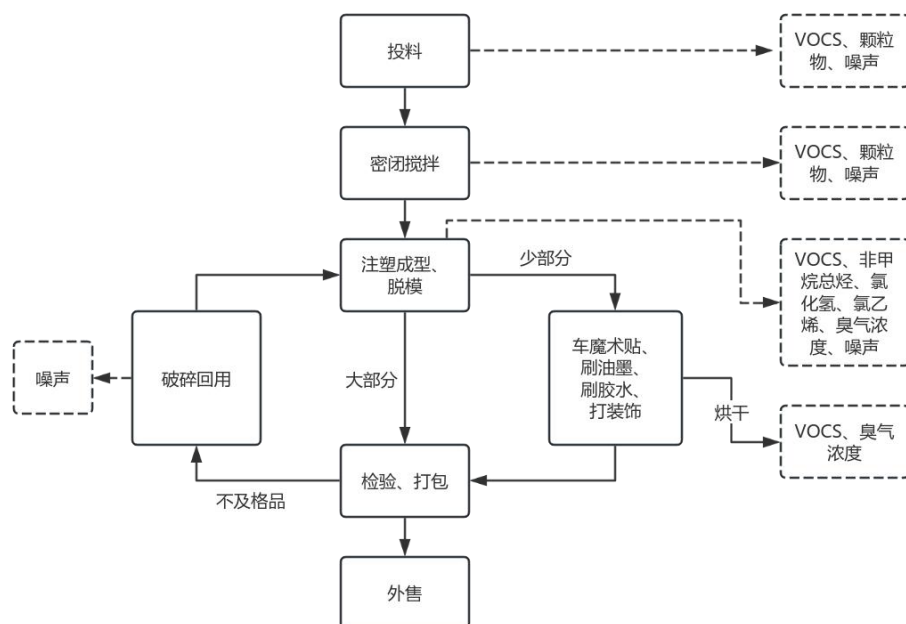 投料
VOCS、颗粒
物、噪声
密闭搅拌
VOCS、颗粒
物、噪声
注塑成型、
脱模
少部分
VOCS、非甲
烷总烃、氯
化氢、氯乙
烯、臭气浓
度、噪声
噪声
破碎回用
大部分
车魔术贴、
刷油墨、
刷胶水、
打装饰
烘干
VOCS、臭气
浓度
检验、打包
不及格品
外售